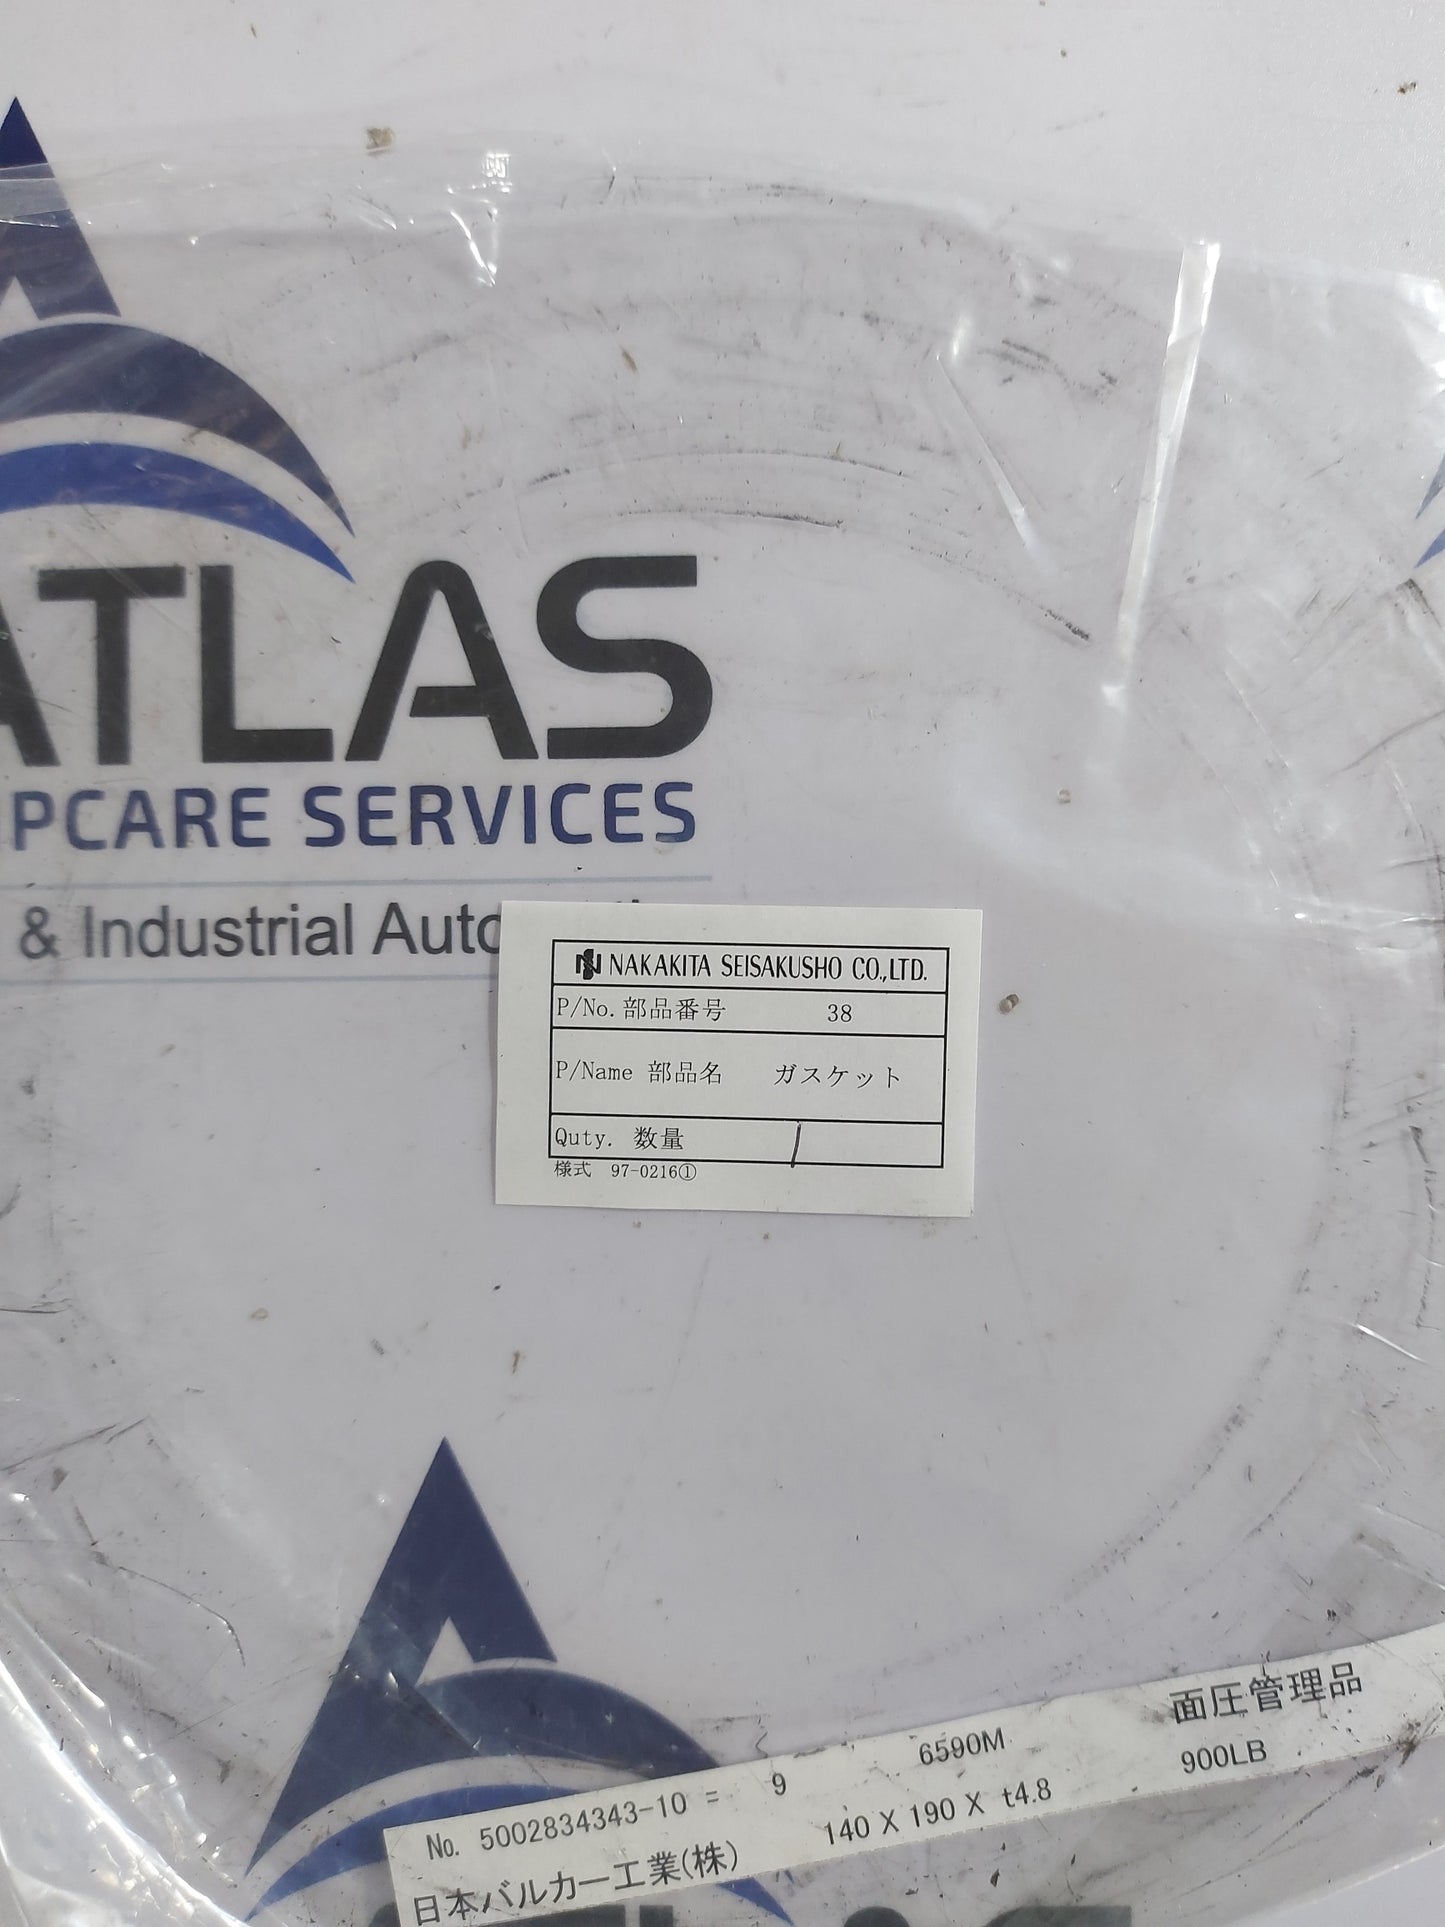 ATLAS
PCARE SERVICES
& Industrial Auto
NAKAKITA SEISAKUSHO CO.,LTD.
P/No. 部品番号 38
P/Name 部品名 ガスケット
Quty. 数量 1
様式 97-0216①
No. 5002834343-10 = 9 6590M 面圧管理品
日本バルカー工業(株) 140 X 190 X t4.8 900LB